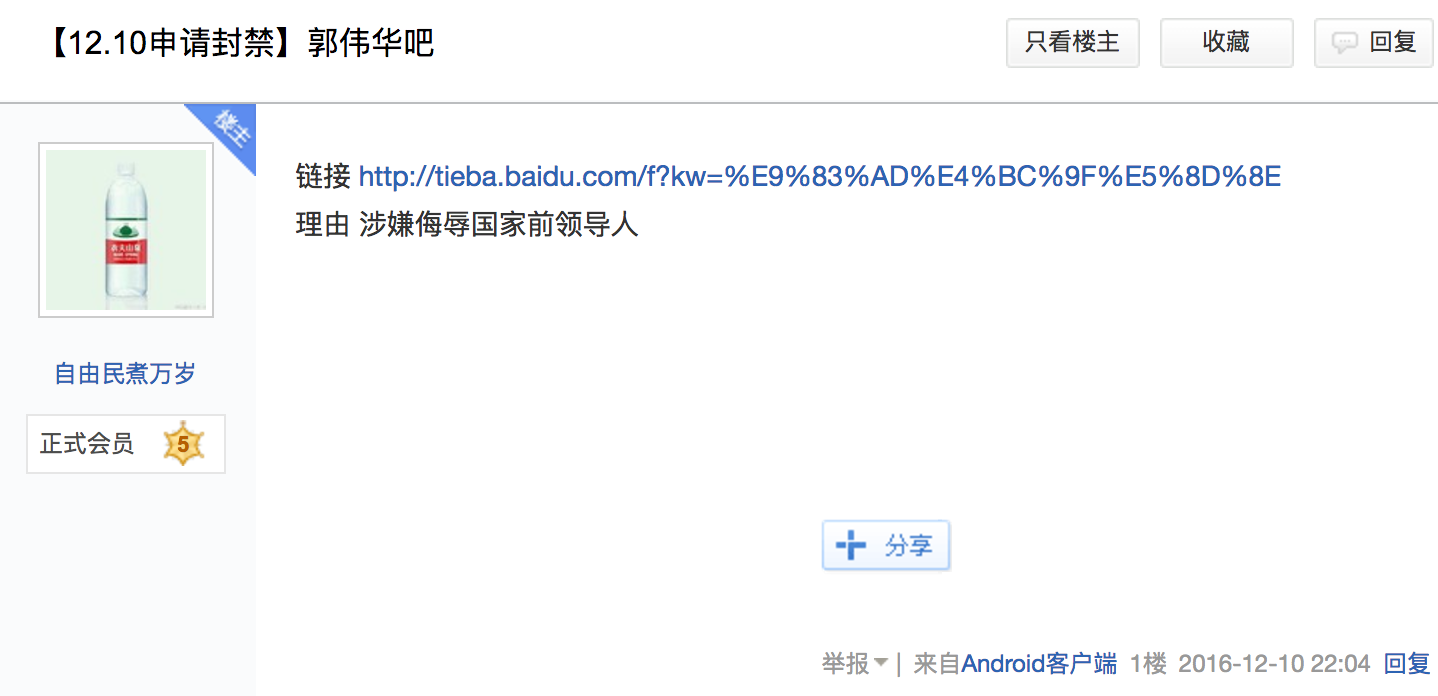 【12.10申请封禁】郭伟华吧
只看楼主
收藏
回复
楼主
链接 http://tieba.baidu.com/f?kw=%E9%83%AD%E4%BC%9F%E5%8D%8E
理由 涉嫌侮辱国家前领导人
农夫山泉
自由民煮万岁
正式会员 5
分享
举报 | 来自Android客户端 1楼 2016-12-10 22:04 回复